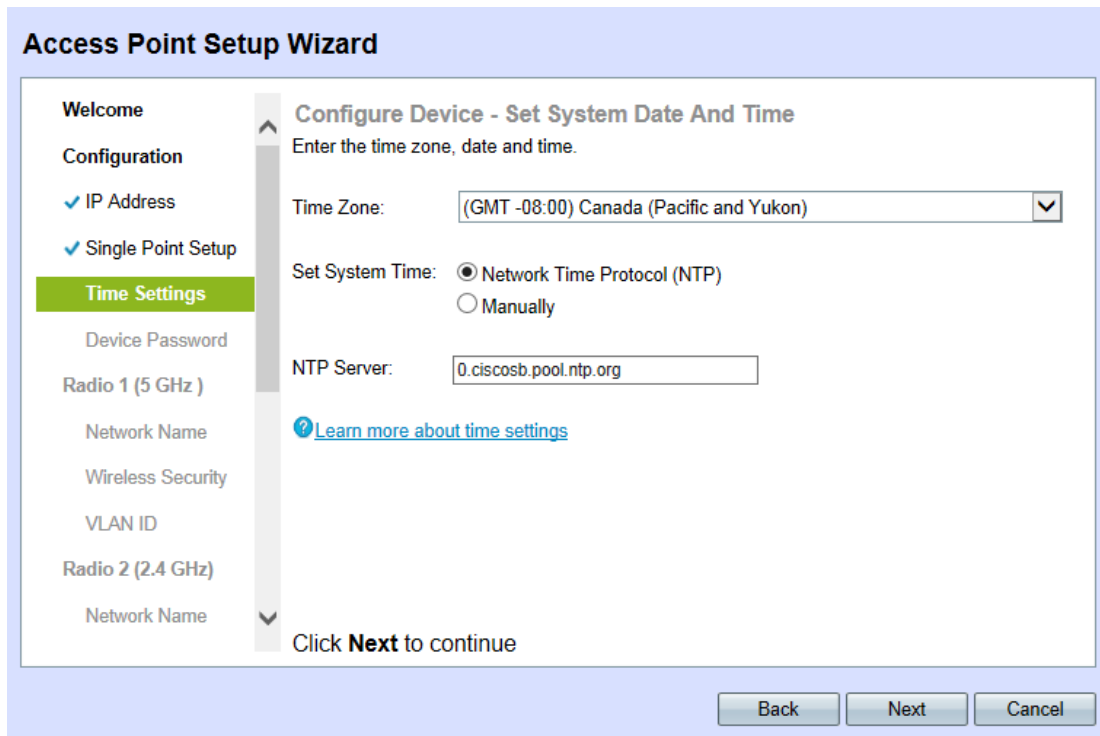 Access Point Setup Wizard
Welcome
Configuration
IP Address
Single Point Setup
Time Settings
Device Password
Radio 1 (5 GHz )
Network Name
Wireless Security
VLAN ID
Radio 2 (2.4 GHz)
Network Name
Configure Device - Set System Date And Time
Enter the time zone, date and time.
Time Zone: (GMT -08:00) Canada (Pacific and Yukon)
Set System Time: Network Time Protocol (NTP)
Manually
NTP Server: 0.ciscosb.pool.ntp.org
?Learn more about time settings
Click Next to continue
Back Next Cancel